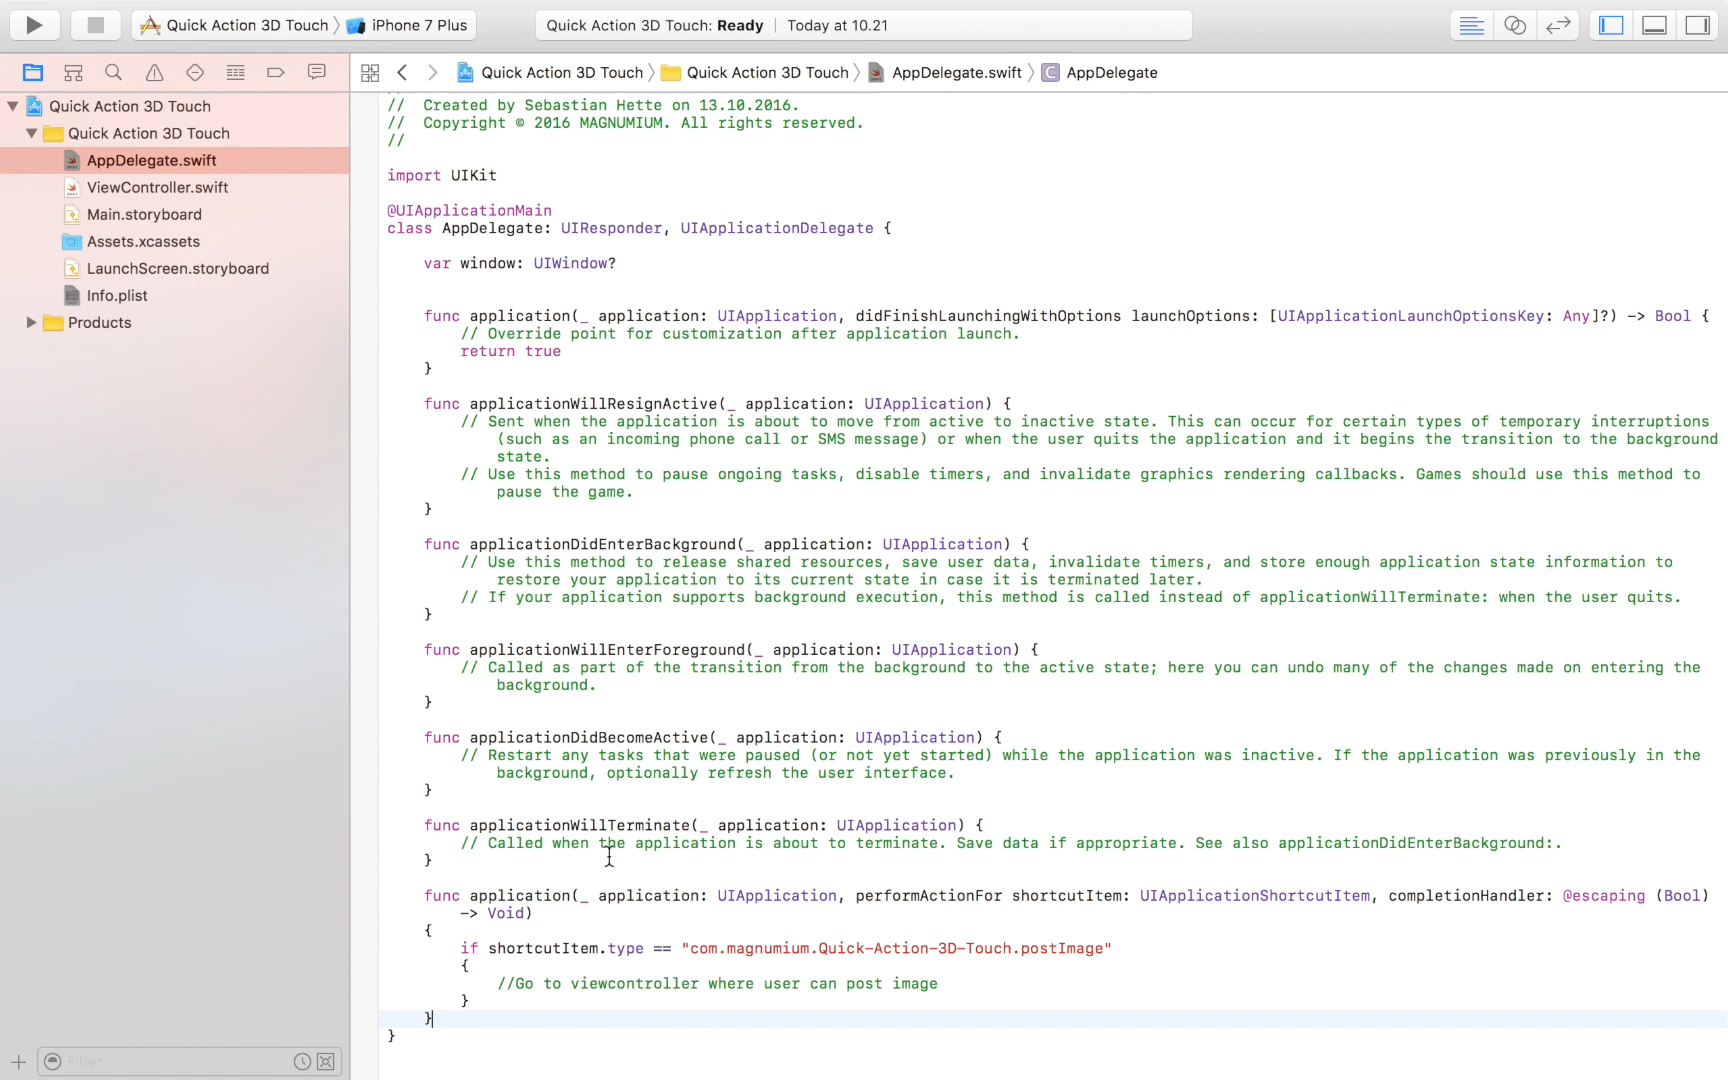 Quick Action 3D Touch iPhone 7 Plus
Quick Action 3D Touch: Ready Today at 10.21
Quick Action 3D Touch Quick Action 3D Touch AppDelegate.swift C AppDelegate
Quick Action 3D Touch
Quick Action 3D Touch
AppDelegate.swift
ViewController.swift
Main.storyboard
Assets.xcassets
LaunchScreen.storyboard
Info.plist
Products
Filter
// Created by Sebastian Hette on 13.10.2016.
// Copyright © 2016 MAGNUMIUM. All rights reserved.
//
import UIKit
@UIApplicationMain
class AppDelegate: UIResponder, UIApplicationDelegate {
var window: UIWindow?
func application(_ application: UIApplication, didFinishLaunchingWithOptions launchOptions: [UIApplicationLaunchOptionsKey: Any]?) -> Bool {
// Override point for customization after application launch.
return true
}
func applicationWillResignActive(_ application: UIApplication) {
// Sent when the application is about to move from active to inactive state. This can occur for certain types of temporary interruptions
(such as an incoming phone call or SMS message) or when the user quits the application and it begins the transition to the background
state.
// Use this method to pause ongoing tasks, disable timers, and invalidate graphics rendering callbacks. Games should use this method to
pause the game.
}
func applicationDidEnterBackground(_ application: UIApplication) {
// Use this method to release shared resources, save user data, invalidate timers, and store enough application state information to
restore your application to its current state in case it is terminated later.
// If your application supports background execution, this method is called instead of applicationWillTerminate: when the user quits.
}
func applicationWillEnterForeground(_ application: UIApplication) {
// Called as part of the transition from the background to the active state; here you can undo many of the changes made on entering the
background.
}
func applicationDidBecomeActive(_ application: UIApplication) {
// Restart any tasks that were paused (or not yet started) while the application was inactive. If the application was previously in the
background, optionally refresh the user interface.
}
func applicationWillTerminate(_ application: UIApplication) {
// Called when the application is about to terminate. Save data if appropriate. See also applicationDidEnterBackground:.
}
func application(_ application: UIApplication, performActionFor shortcutItem: UIApplicationShortcutItem, completionHandler: @escaping (Bool)
-> Void)
{
if shortcutItem.type == "com.magnumium.Quick-Action-3D-Touch.postImage"
{
//Go to viewcontroller where user can post image
}
}
}